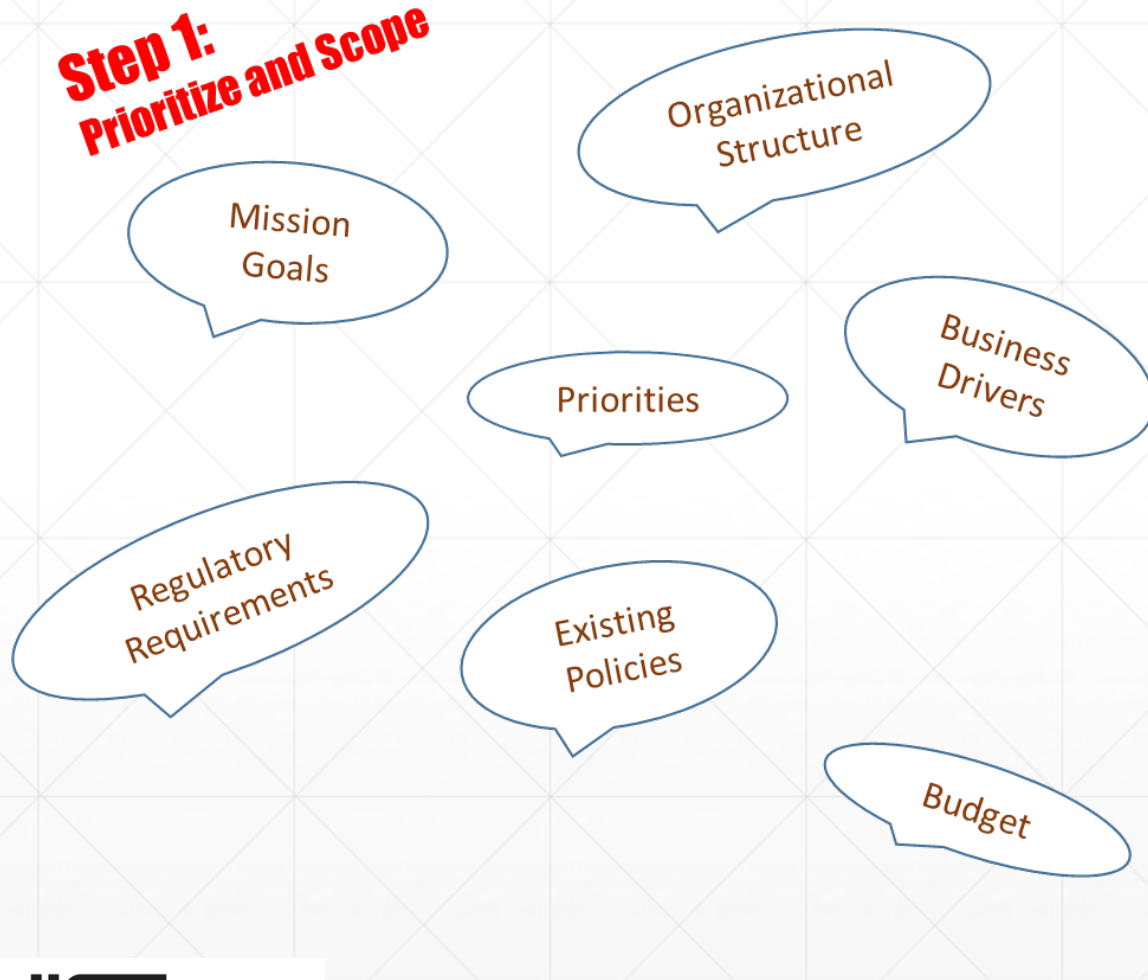 Step 1:
Prioritize and Scope
Organizational
Structure
Mission
Goals
Business
Drivers
Priorities
Regulatory
Requirements
Existing
Policies
Budget